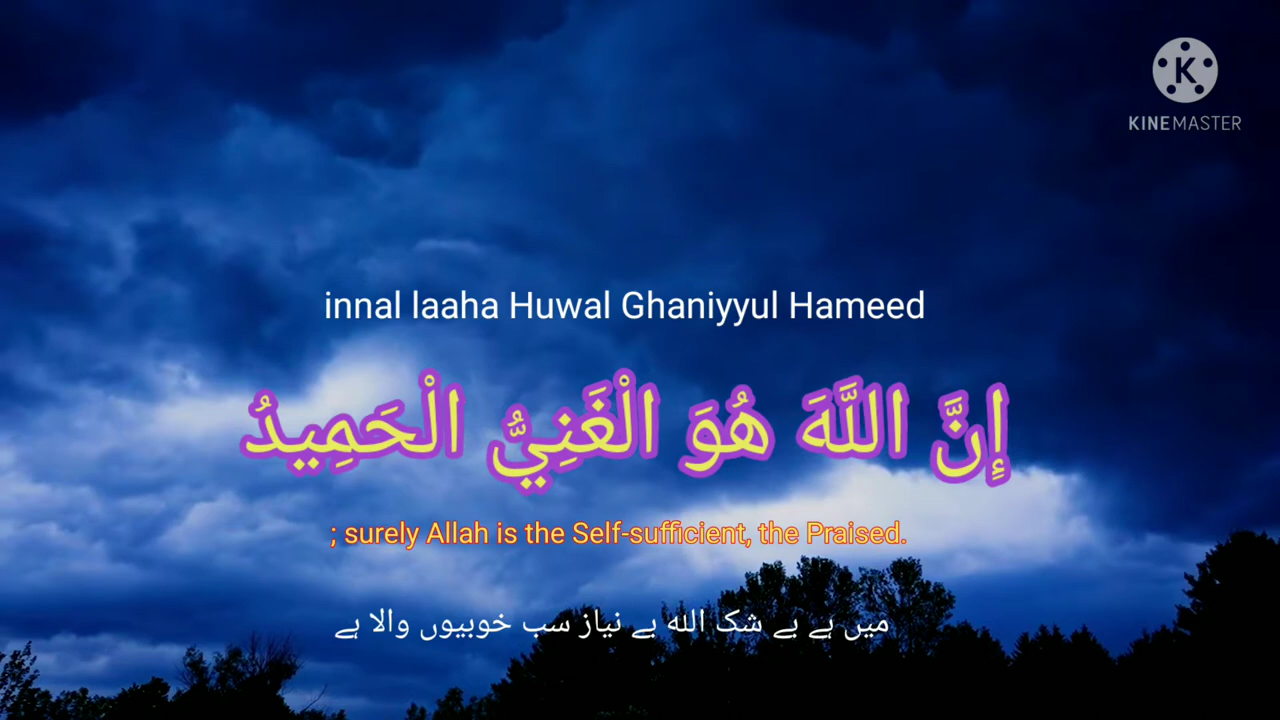 KINEMASTER
innal laaha Huwal Ghaniyyul Hameed
إِنَّ اللَّهَ هُوَ الْغَنِيُّ الْحَمِيدُ
; surely Allah is the Self-sufficient, the Praised.
میں ہے بے شک الله بے نیاز سب خوبیوں والا ہے